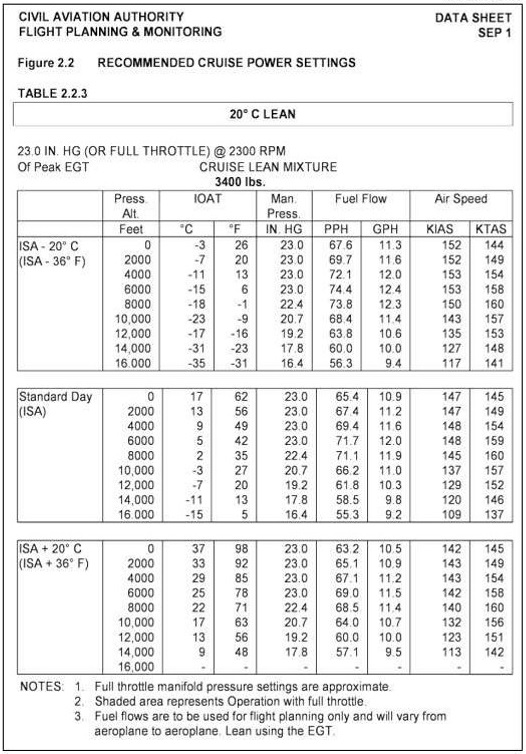 CIVIL AVIATION AUTHORITY DATA SHEET
FLIGHT PLANNING & MONITORING SEP 1
Figure 2.2 RECOMMENDED CRUISE POWER SETTINGS
TABLE 2.2.3
20° C LEAN
23.0 IN. HG (OR FULL THROTTLE) @ 2300 RPM
Of Peak EGT CRUISE LEAN MIXTURE
3400 lbs.
Press. IOAT Man. Fuel Flow Air Speed
Alt. Press.
Feet °C °F IN. HG PPH GPH KIAS KTAS
ISA - 20° C 0 -3 26 23.0 67.6 11.3 152 144
(ISA - 36° F) 2000 -7 20 23.0 69.7 11.6 152 149
4000 -11 13 23.0 72.1 12.0 153 154
6000 -15 6 23.0 74.4 12.4 153 158
8000 -18 -1 22.4 73.8 12.3 150 160
10,000 -23 -9 20.7 68.4 11.4 143 157
12,000 -17 -16 19.2 63.8 10.6 135 153
14,000 -31 -23 17.8 60.0 10.0 127 148
16.000 -35 -31 16.4 56.3 9.4 117 141
Standard Day 0 17 62 23.0 65.4 10.9 147 145
(ISA) 2000 13 56 23.0 67.4 11.2 147 149
4000 9 49 23.0 69.4 11.6 148 154
6000 5 42 23.0 71.7 12.0 148 159
8000 2 35 22.4 71.1 11.9 145 160
10,000 -3 27 20.7 66.2 11.0 137 157
12,000 -7 20 19.2 61.8 10.3 129 152
14,000 -11 13 17.8 58.5 9.8 120 146
16.000 -15 5 16.4 55.3 9.2 109 137
ISA + 20° C 0 37 98 23.0 63.2 10.5 142 145
(ISA + 36° F) 2000 33 92 23.0 65.1 10.9 143 149
4000 29 85 23.0 67.1 11.2 143 154
6000 25 78 23.0 69.0 11.5 142 158
8000 22 71 22.4 68.5 11.4 140 160
10,000 17 63 20.7 64.0 10.7 132 156
12,000 13 56 19.2 60.0 10.0 123 151
14,000 9 48 17.8 57.1 9.5 113 142
16,000 - - - - - - -
NOTES: 1. Full throttle manifold pressure settings are approximate.
2. Shaded area represents Operation with full throttle.
3. Fuel flows are to be used for flight planning only and will vary from
aeroplane to aeroplane. Lean using the EGT.